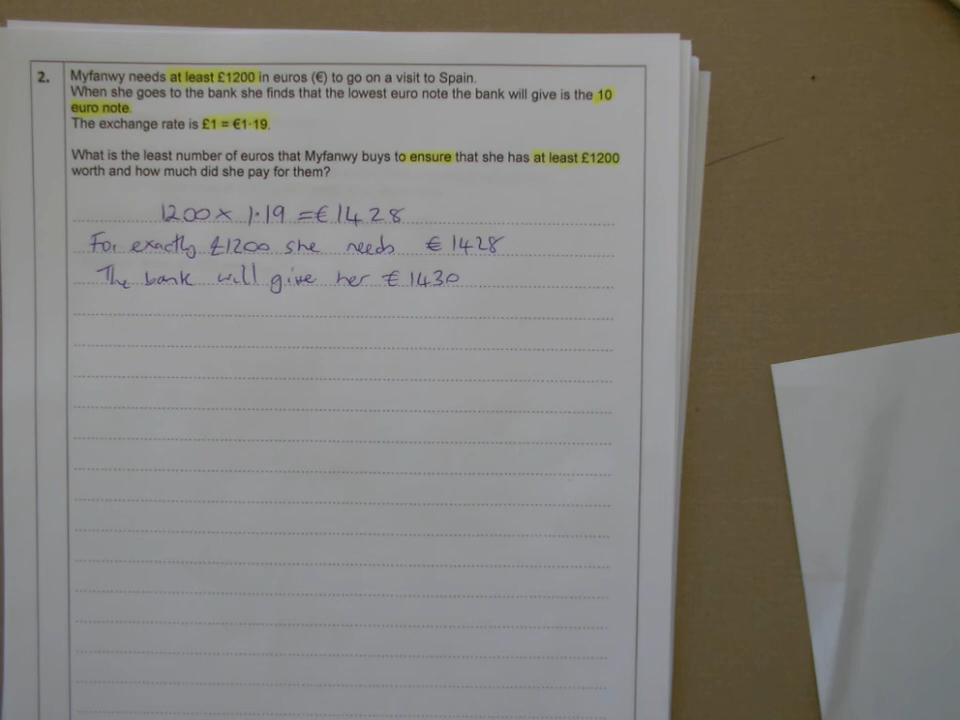 2. Myfanwy needs at least £1200 in euros (€) to go on a visit to Spain.
When she goes to the bank she finds that the lowest euro note the bank will give is the 10
euro note.
The exchange rate is £1 = €1·19.
What is the least number of euros that Myfanwy buys to ensure that she has at least £1200
worth and how much did she pay for them?
1200 × 1.19 = € 1428
For exactly £1200 she needs € 1428
The bank will give her € 1430